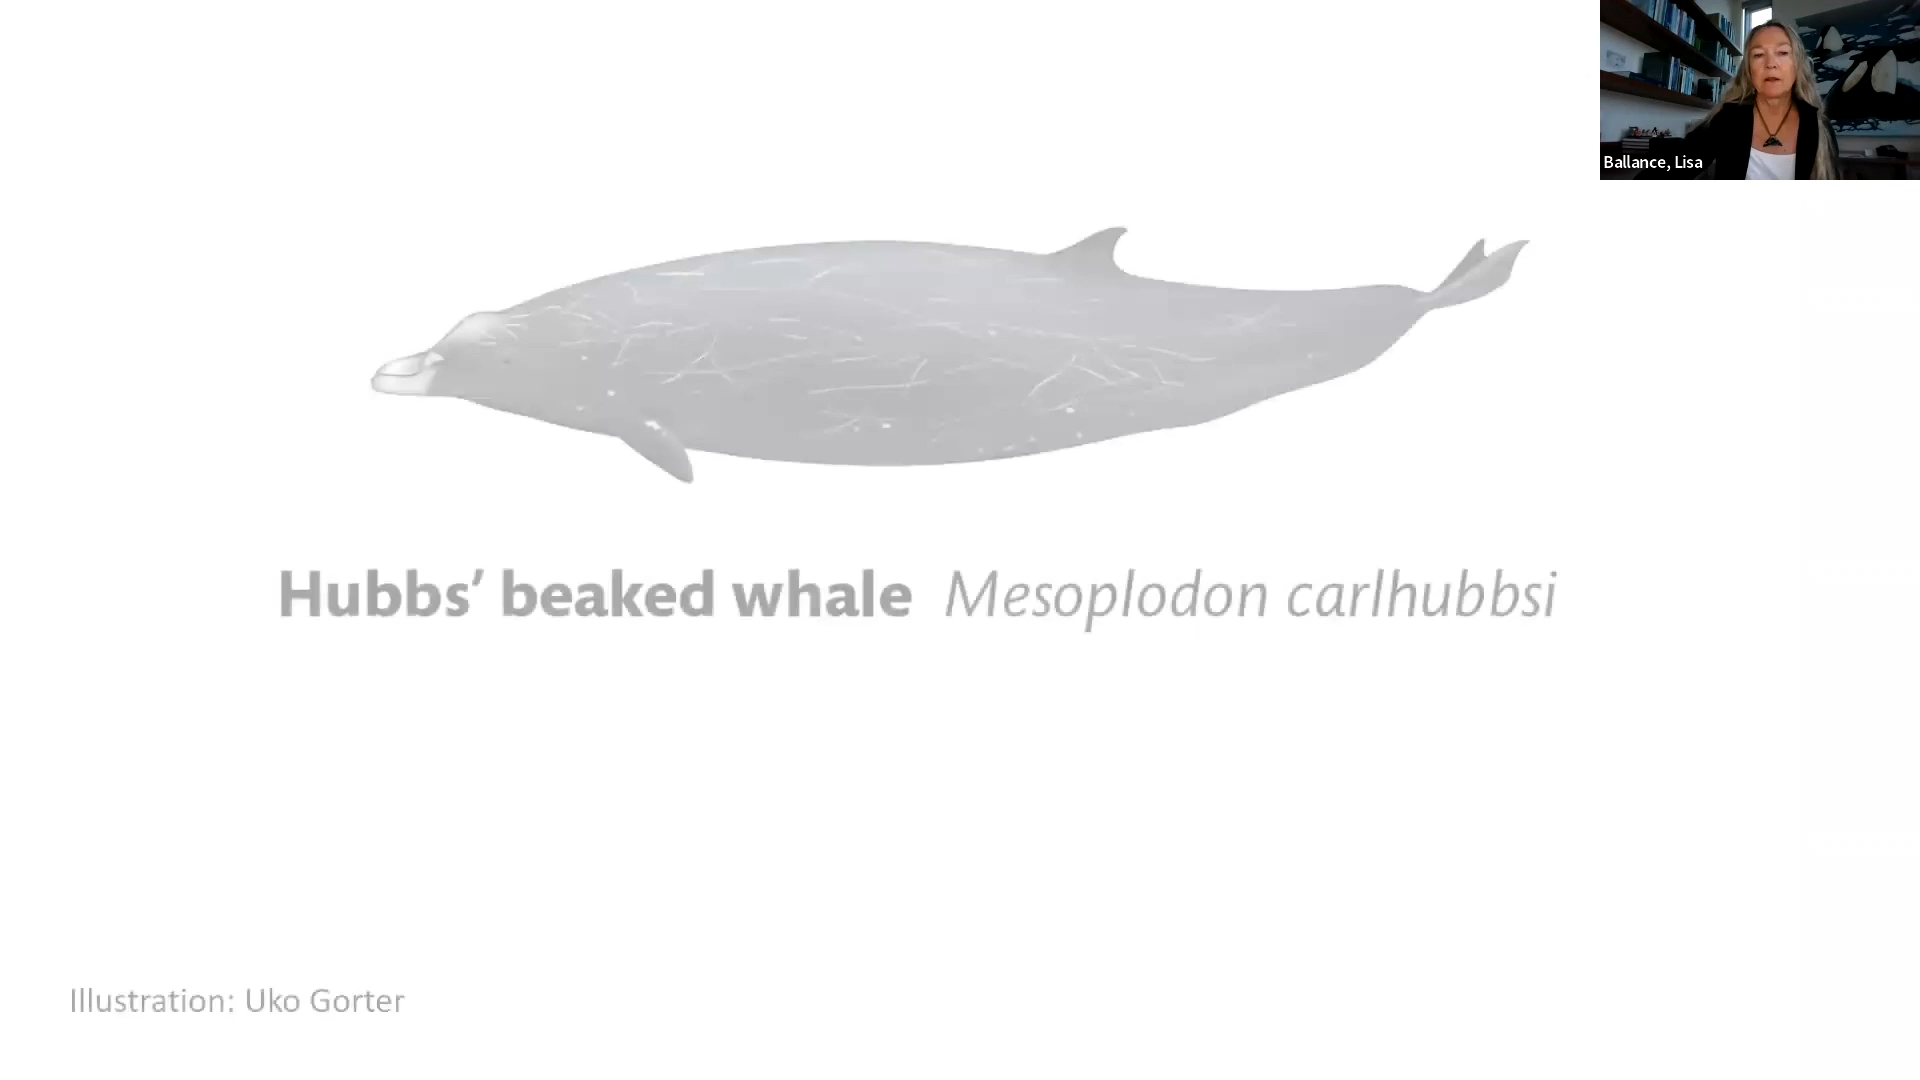 Ballance, Lisa
Hubbs’ beaked whale Mesoplodon carlhubbsi
Illustration: Uko Gorter